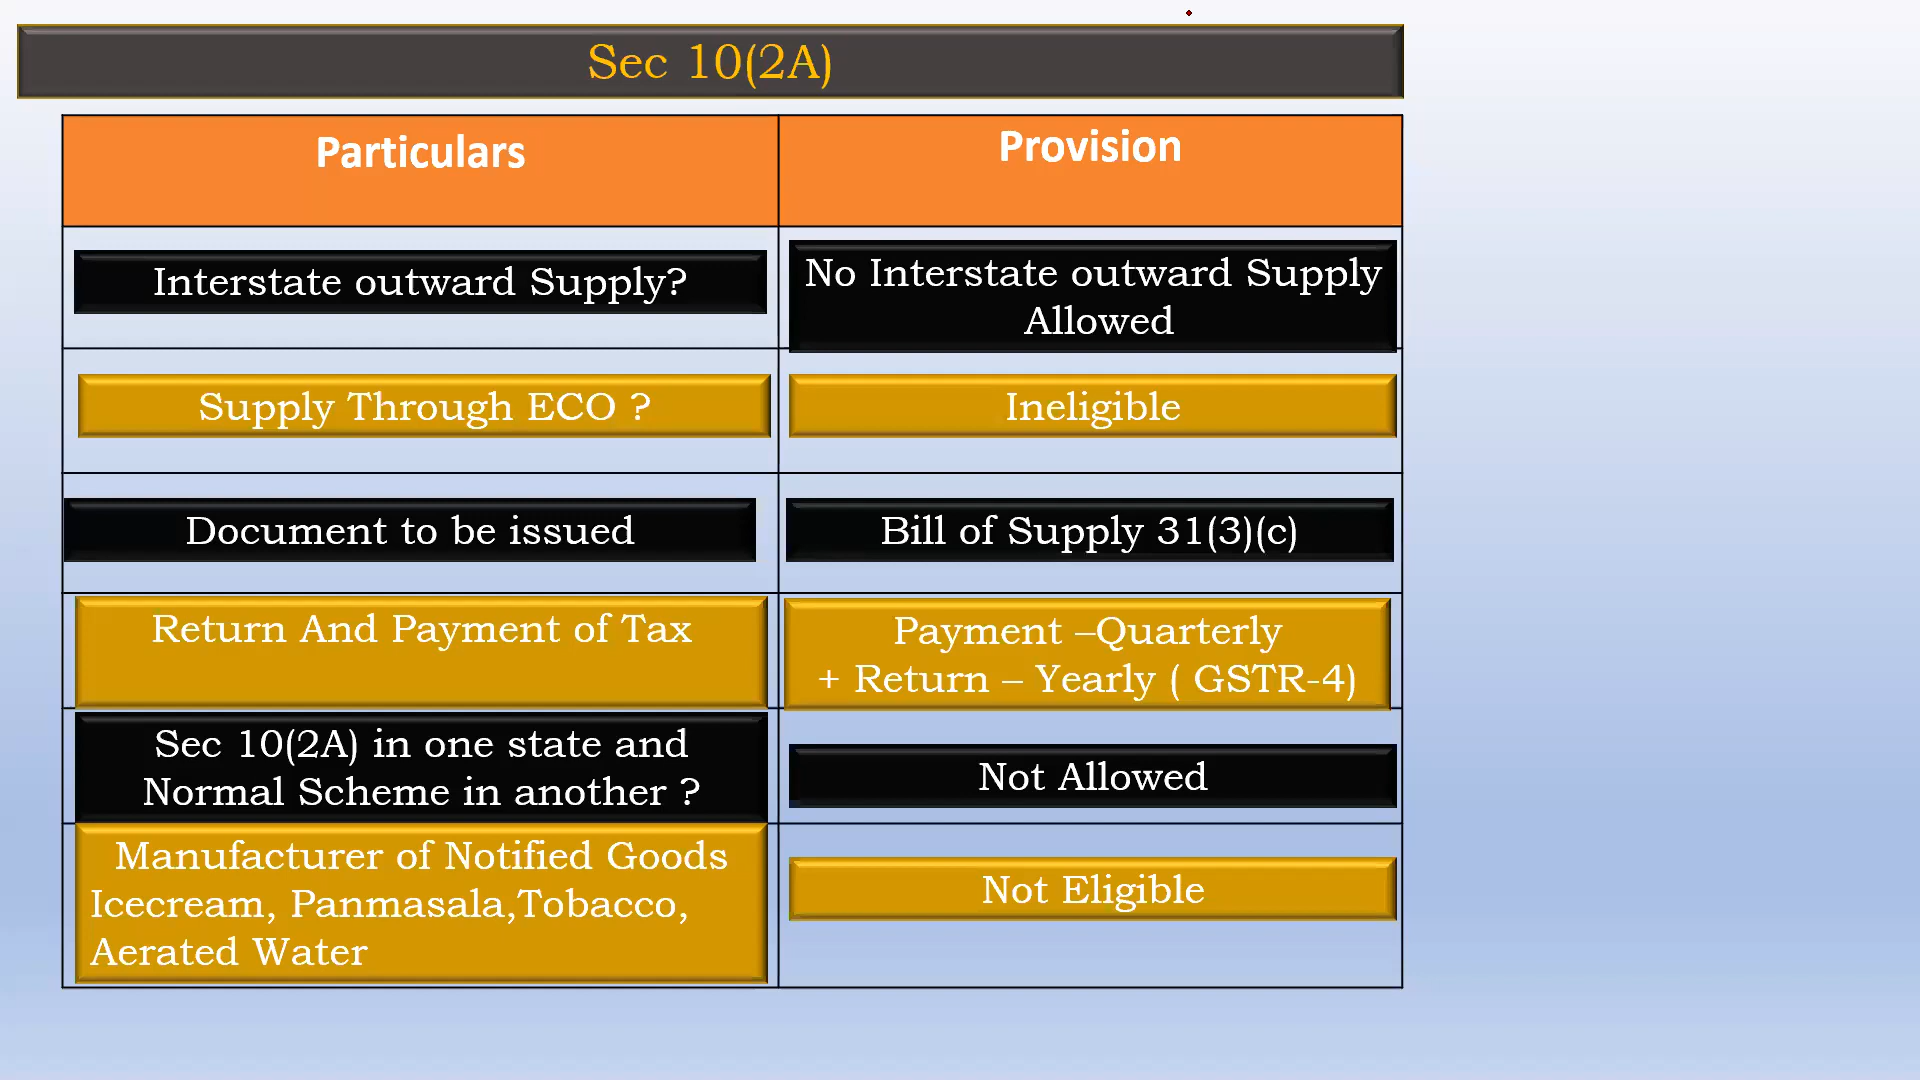 Sec 10(2A)
Particulars
Provision
Interstate outward Supply?
No Interstate outward Supply
Allowed
Supply Through ECO ?
Ineligible
Document to be issued
Bill of Supply 31(3)(c)
Return And Payment of Tax
Payment –Quarterly
+ Return – Yearly ( GSTR-4)
Sec 10(2A) in one state and
Normal Scheme in another ?
Not Allowed
Manufacturer of Notified Goods
Icecream, Panmasala,Tobacco,
Aerated Water
Not Eligible